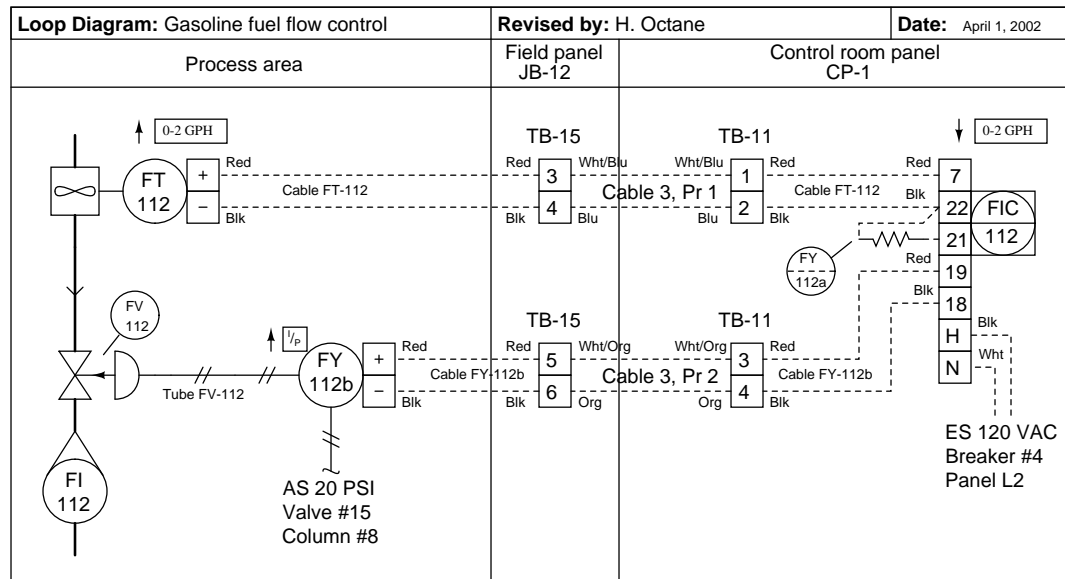 Loop Diagram: Gasoline fuel flow control
Revised by: H. Octane
Date: April 1, 2002
Process area
Field panel
JB-12
Control room panel
CP-1
0-2 GPH
TB-15
TB-11
0-2 GPH
FT
112
+
−
Red
Blk
Cable FT-112
Red
3
Wht/Blu
Blk
4
Blu
Cable 3, Pr 1
Wht/Blu
1
Red
Blu
2
Blk
Cable FT-112
Red
7
Blk
22
21
FIC
112
FY
112a
Red
19
Blk
18
H
Blk
N
Wht
FV
112
I/P
TB-15
TB-11
FY
112b
+
−
Red
Blk
Cable FY-112b
Red
5
Wht/Org
Blk
6
Org
Cable 3, Pr 2
Wht/Org
3
Red
Org
4
Blk
Cable FY-112b
Tube FV-112
ES 120 VAC
Breaker #4
Panel L2
FI
112
AS 20 PSI
Valve #15
Column #8